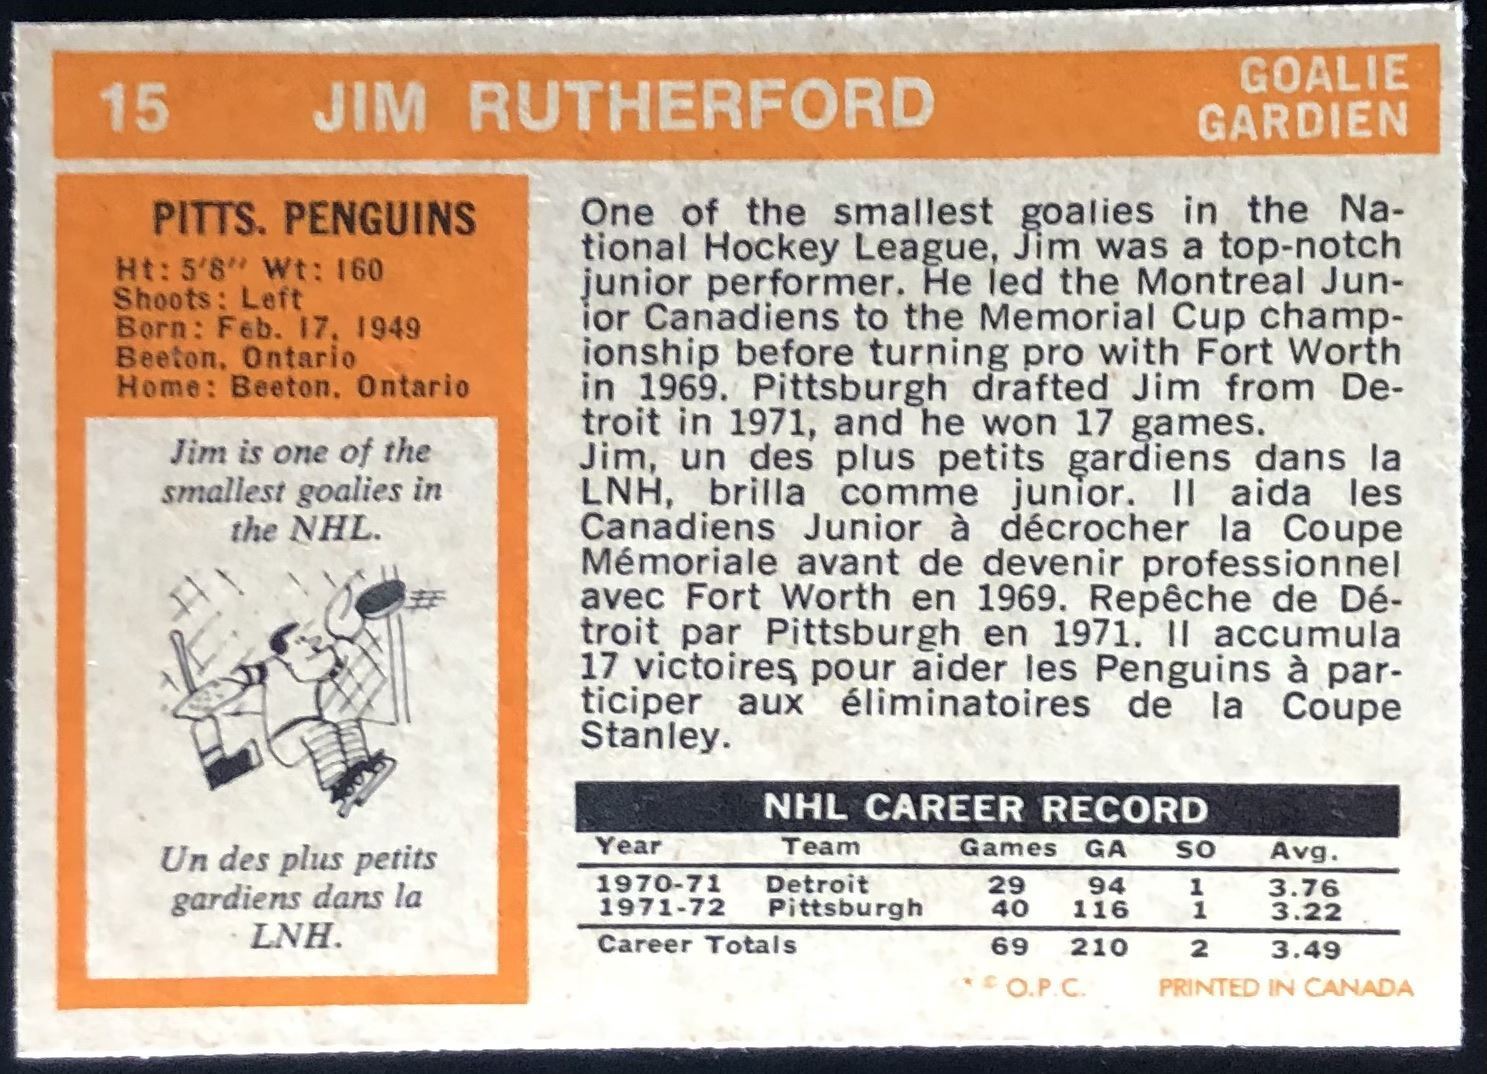 15 JIM RUTHERFORD GOALIE
GARDIEN
PITTS. PENGUINS
Ht: 5'8" Wt: 160
Shoots: Left
Born: Feb. 17, 1949
Beeton, Ontario
Home: Beeton, Ontario
Jim is one of the
smallest goalies in
the NHL.
Un des plus petits
gardiens dans la
LNH.
One of the smallest goalies in the Na-
tional Hockey League, Jim was a top-notch
junior performer. He led the Montreal Jun-
ior Canadiens to the Memorial Cup champ-
ionship before turning pro with Fort Worth
in 1969. Pittsburgh drafted Jim from De-
troit in 1971, and he won 17 games.
Jim, un des plus petits gardiens dans la
LNH, brilla comme junior. Il aida les
Canadiens Junior à décrocher la Coupe
Mémoriale avant de devenir professionnel
avec Fort Worth en 1969. Repêche de Dé-
troit par Pittsburgh en 1971. Il accumula
17 victoires, pour aider les Penguins à par-
ticiper aux éliminatoires de la Coupe
Stanley.
NHL CAREER RECORD
Year Team Games GA SO Avg.
1970-71 Detroit 29 94 1 3.76
1971-72 Pittsburgh 40 116 1 3.22
Career Totals 69 210 2 3.49
* © O.P.C. PRINTED IN CANADA